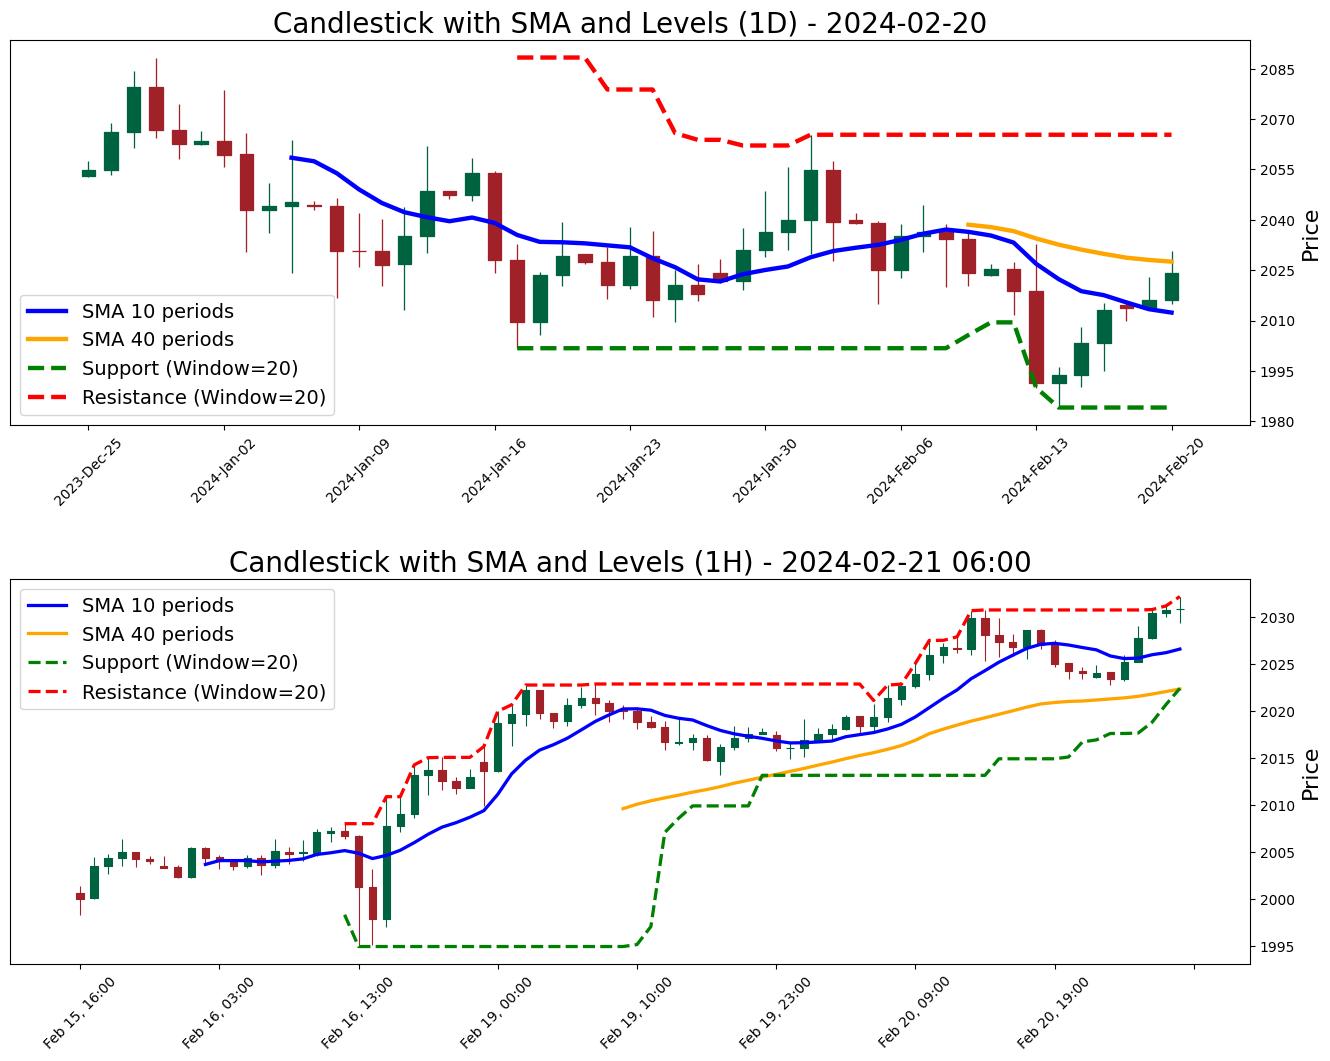 Candlestick with SMA and Levels (1D) - 2024-02-20
2085
2070
2055
2040
2025
2010
1995
1980
Price
SMA 10 periods
SMA 40 periods
Support (Window=20)
Resistance (Window=20)
2023-Dec-25
2024-Jan-02
2024-Jan-09
2024-Jan-16
2024-Jan-23
2024-Jan-30
2024-Feb-06
2024-Feb-13
2024-Feb-20
Candlestick with SMA and Levels (1H) - 2024-02-21 06:00
SMA 10 periods
SMA 40 periods
Support (Window=20)
Resistance (Window=20)
2030
2025
2020
2015
2010
2005
2000
1995
Price
Feb 15, 16:00
Feb 16, 03:00
Feb 16, 13:00
Feb 19, 00:00
Feb 19, 10:00
Feb 19, 23:00
Feb 20, 09:00
Feb 20, 19:00